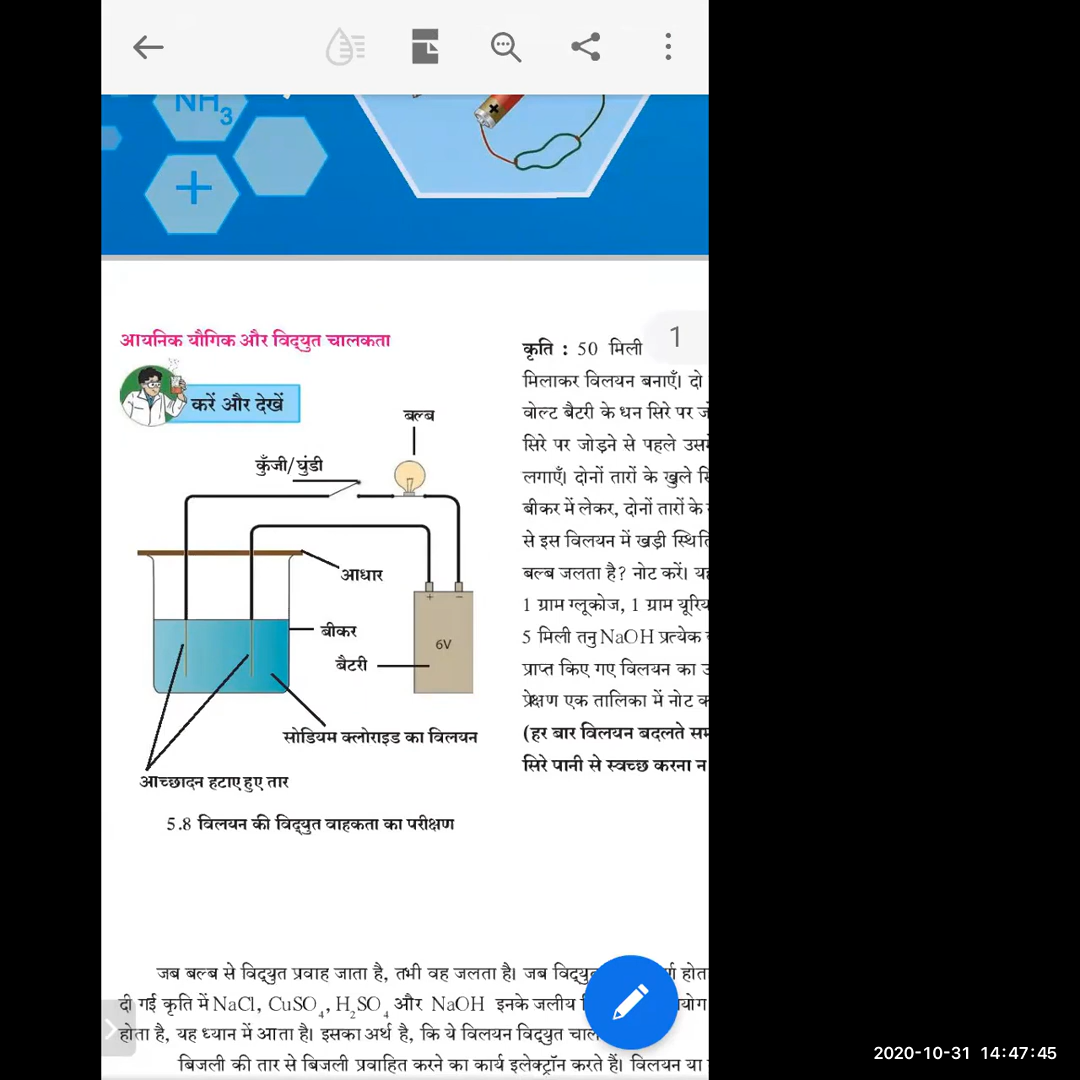 NH3
+
+
आयनिक यौगिक और विद्युत चालकता
करें और देखें
बल्ब
कुँजी/घुंडी
आधार
बीकर
+ −
6V
बैटरी
सोडियम क्लोराइड का विलयन
आच्छादन हटाए हुए तार
5.8 विलयन की विद्युत वाहकता का परीक्षण
1
कृति : 50 मिली
मिलाकर विलयन बनाएँ। दो
वोल्ट बैटरी के धन सिरे पर
सिरे पर जोड़ने से पहले
लगाएँ। दोनों तारों के खुले
बीकर में लेकर, दोनों तारों के
से इस विलयन में खड़ी
बल्ब जलता है? नोट करें।
1 ग्राम ग्लूकोज, 1 ग्राम
5 मिली तनु NaOH प्रत्येक
प्राप्त किए गए विलयन का
प्रेक्षण एक तालिका में नोट
(हर बार विलयन बदलते
सिरे पानी से स्वच्छ करना न
जब बल्ब से विद्युत प्रवाह जाता है, तभी वह जलता है। जब होता
दी गई कृति में NaCl, CuSO4, H2SO4 और NaOH इनके जलीय
होता है, यह ध्यान में आता है। इसका अर्थ है, कि ये विलयन विद्युत
बिजली की तार से बिजली प्रवाहित करने का कार्य इलेक्ट्रॉन करते हैं। विलयन या
2020-10-31 14:47:45